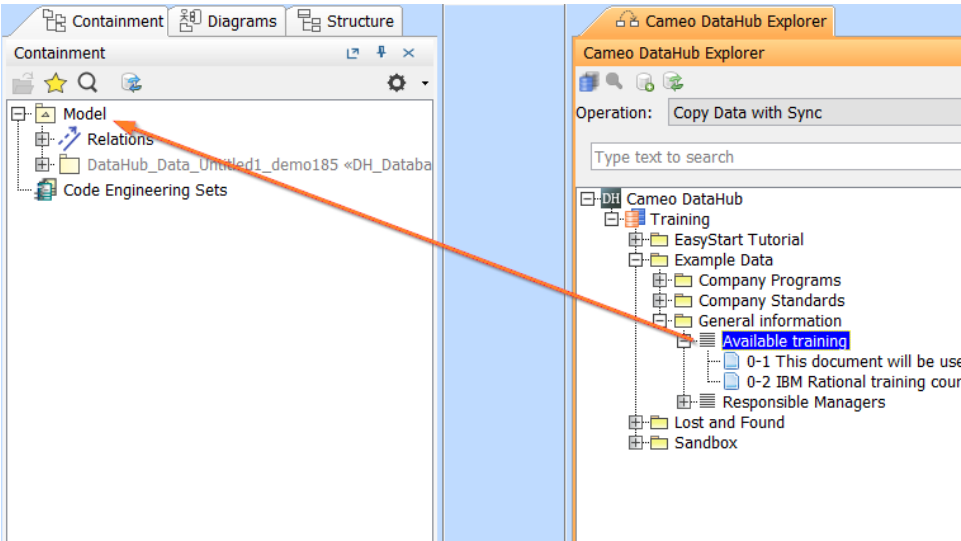 Containment
Diagrams
Structure
Containment
Model
Relations
DataHub_Data_Untitled1_demo185 «DH_Databa
Code Engineering Sets
Cameo DataHub Explorer
Cameo DataHub Explorer
Operation:
Copy Data with Sync
Type text to search
DH Cameo DataHub
Training
EasyStart Tutorial
Example Data
Company Programs
Company Standards
General information
Available training
0-1 This document will be use
0-2 IBM Rational training cour
Responsible Managers
Lost and Found
Sandbox